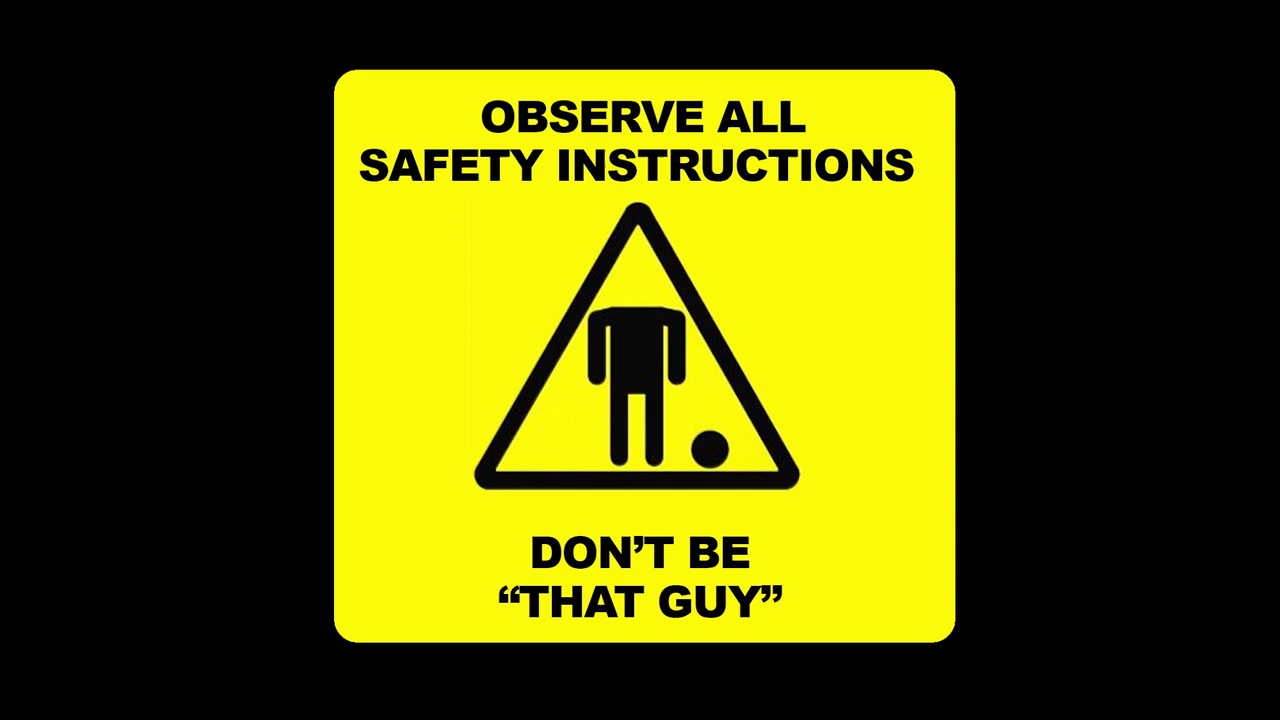 OBSERVE ALL
SAFETY INSTRUCTIONS
DON’T BE
“THAT GUY”